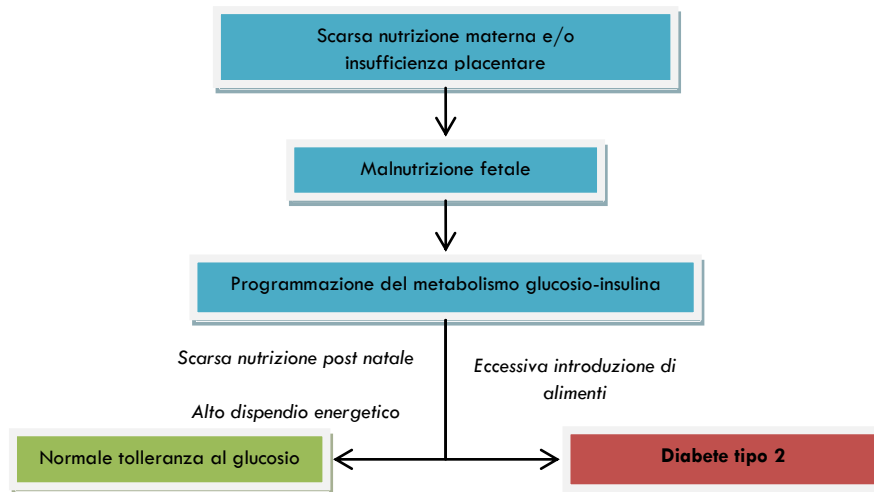 Scarsa nutrizione materna e/o
insufficienza placentare
Malnutrizione fetale
Programmazione del metabolismo glucosio-insulina
Scarsa nutrizione post natale
Alto dispendio energetico
Eccessiva introduzione di
alimenti
Normale tolleranza al glucosio
Diabete tipo 2